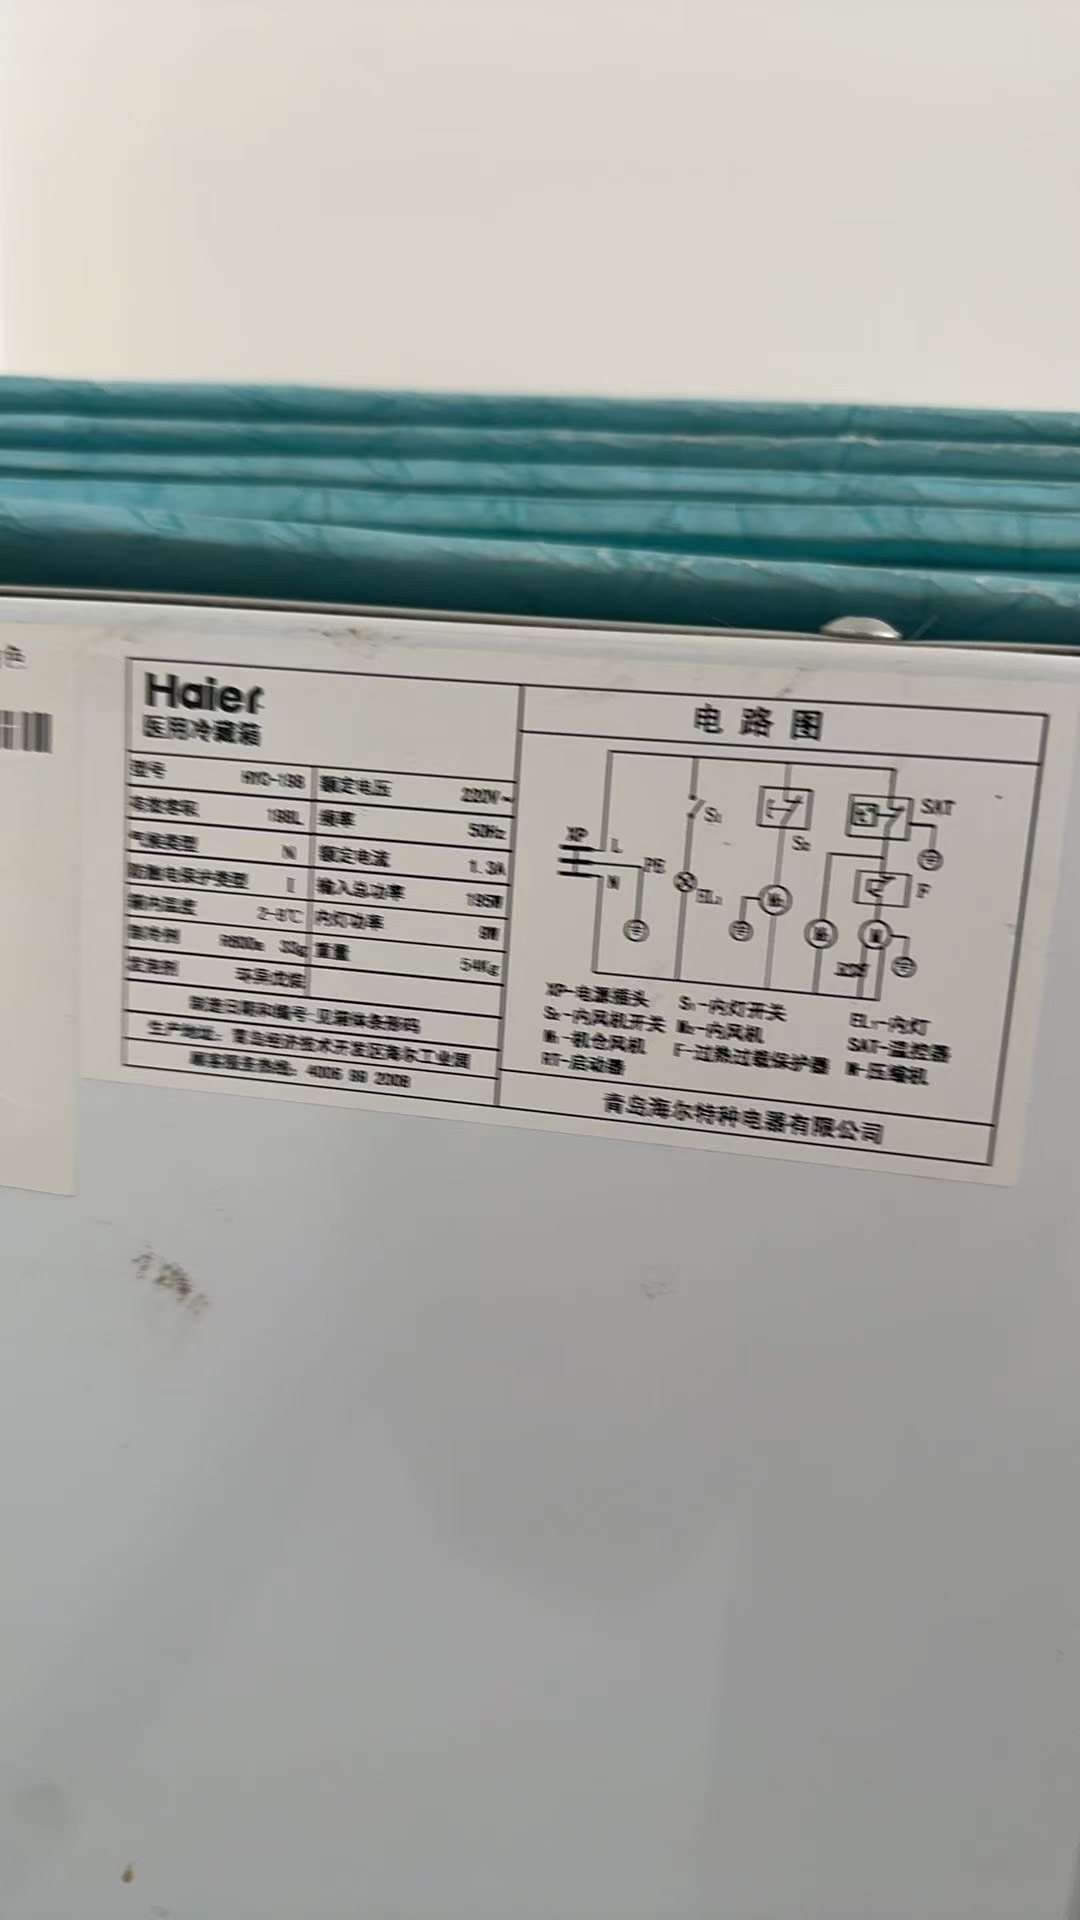 色
Haier
医用冷藏箱
型号 HYC-198 额定电压 220V~
有效容积 198L 频率 50Hz
气候类型 N 额定电流 1.3A
防触电保护类型 I 输入总功率 195W
箱内温度 2-8℃ 内灯功率 9W
制冷剂 R600a 33g 重量 54Kg
发泡剂 环戊烷
制造日期和编号-见箱体条形码
生产地址：青岛经济技术开发区海尔工业园
顾客服务热线：4006 99 2008
电路图
XP L N PE S₁ EL₁ S₂ M₂ SAT F M₁ M
XP-电源插头 S₁-内灯开关 EL₁-内灯
S₂-内风机开关 M₂-内风机 SAT-温控器
M₁-机仓风机 F-过热过载保护器 M-压缩机
RT-启动器
青岛海尔特种电器有限公司